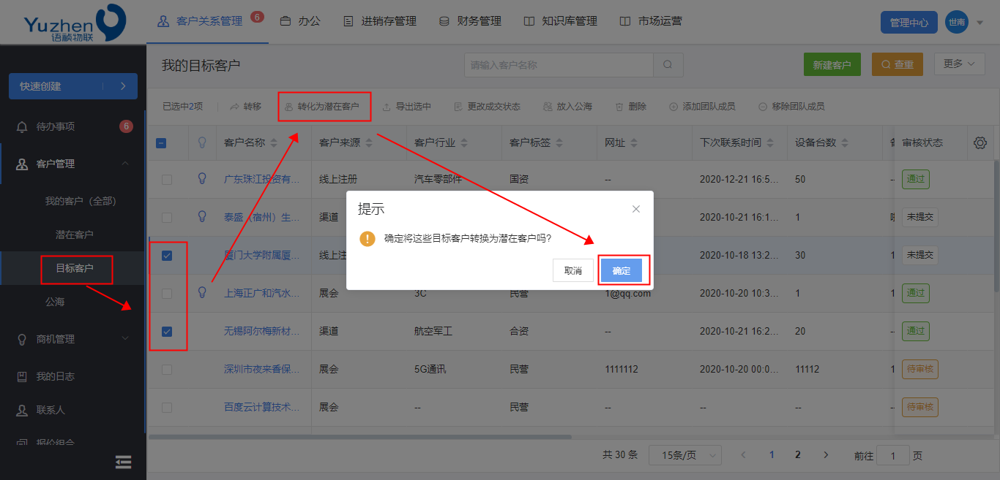 Yuzhen
语祯物联
客户关系管理 6 办公 进销存管理 财务管理 知识库管理 市场运营 管理中心 世南
快速创建
待办事项 6
客户管理
我的客户（全部）
潜在客户
目标客户
公海
商机管理
我的日志
联系人
报价组合
我的目标客户 请输入客户名称 新建客户 查重 更多
已选中2项 转移 转化为潜在客户 导出选中 更改成交状态 放入公海 删除 添加团队成员 移除团队成员
客户名称 客户来源 客户行业 客户标签 网址 下次联系时间 设备台数 审核状态
广东珠江投资有... 线上注册 汽车零部件 国资 -- 2020-12-21 16:5... 50 通过
泰盛（宿州）生... 渠道 2020-10-21 16:1... 1 未提交
厦门大学附属厦... 线上注 2020-10-18 13:2... 30 1 未提交
上海正广和汽水... 展会 3C 民营 1@qq.com 2020-10-20 10:3... 1 1 通过
无锡阿尔梅新材... 渠道 航空军工 合资 -- 2020-10-21 16:2... 20 通过
深圳市夜来香保... 展会 5G通讯 民营 1111112 2020-10-20 00:0... 11112 1 待审核
百度云计算技术... 展会 -- 民营 -- -- -- 待审核
提示
确定将这些目标客户转换为潜在客户吗?
取消 确定
共 30 条 15条/页 1 2 前往 1 页